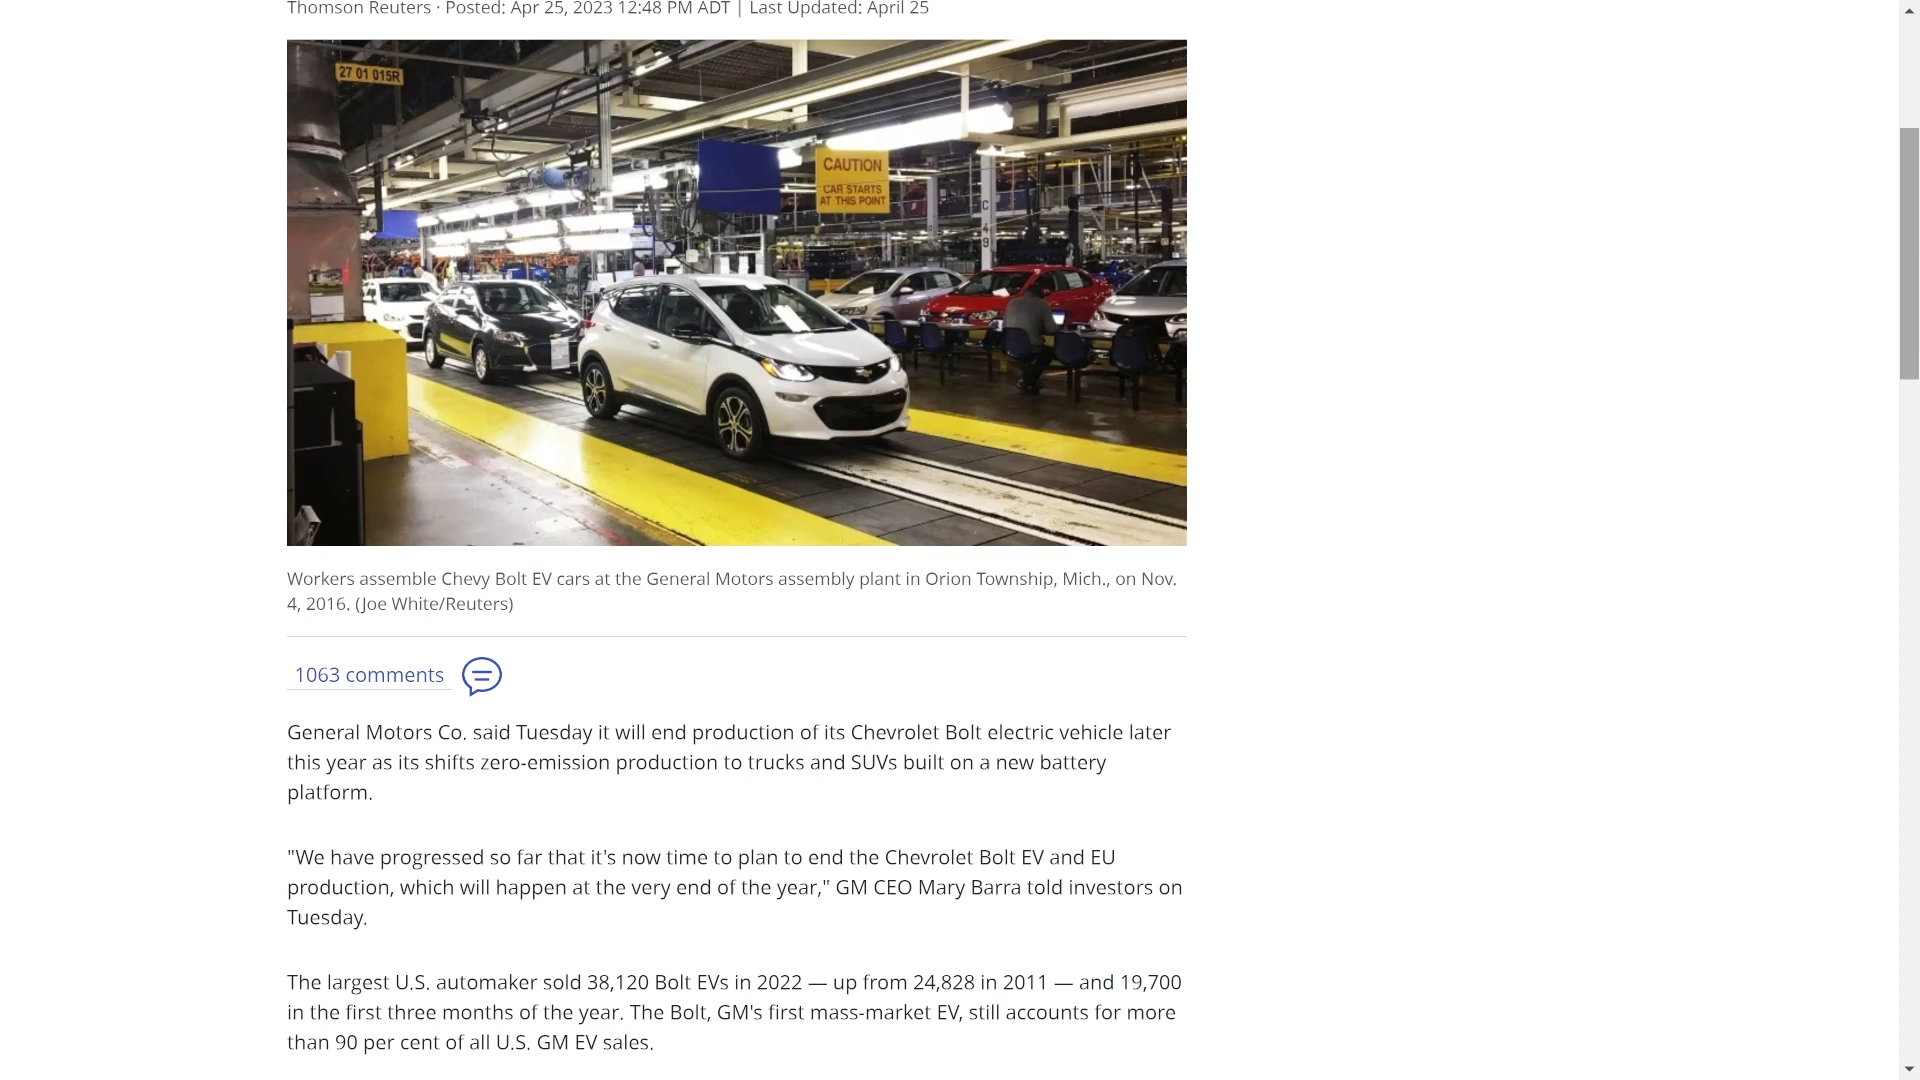 Thomson Reuters · Posted: Apr 25, 2023 12:48 PM ADT | Last Updated: April 25
27 01 015R
CAUTION
CAR STARTS
AT THIS POINT
C
49
Workers assemble Chevy Bolt EV cars at the General Motors assembly plant in Orion Township, Mich., on Nov.
4, 2016. (Joe White/Reuters)
1063 comments
General Motors Co. said Tuesday it will end production of its Chevrolet Bolt electric vehicle later
this year as its shifts zero-emission production to trucks and SUVs built on a new battery
platform.
"We have progressed so far that it's now time to plan to end the Chevrolet Bolt EV and EU
production, which will happen at the very end of the year," GM CEO Mary Barra told investors on
Tuesday.
The largest U.S. automaker sold 38,120 Bolt EVs in 2022 — up from 24,828 in 2011 — and 19,700
in the first three months of the year. The Bolt, GM's first mass-market EV, still accounts for more
than 90 per cent of all U.S. GM EV sales.